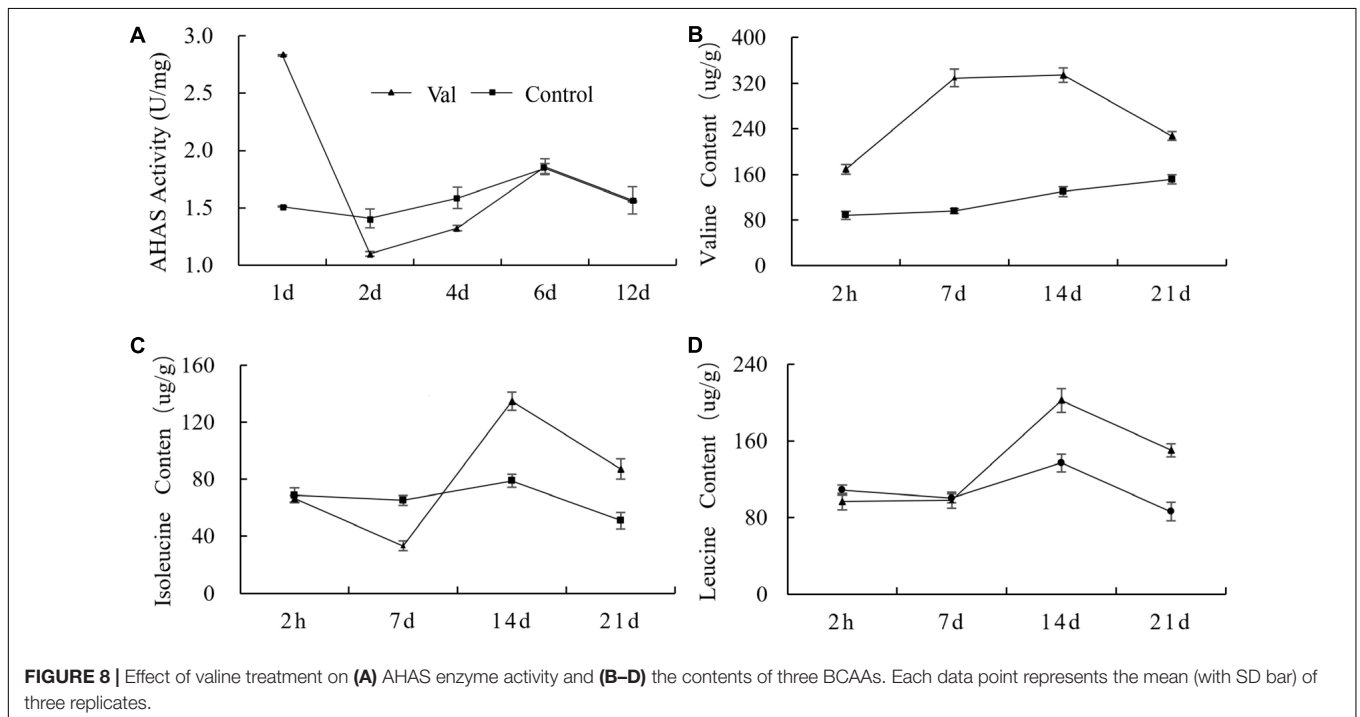 A
AHAS Activity (U/mg)
3.0
2.5
2.0
1.5
1.0
Val
Control
1d 2d 4d 6d 12d
B
Valine Content (ug/g)
400
320
240
160
80
0
2h 7d 14d 21d
C
Isoleucine Conten (ug/g)
160
120
80
40
0
2h 7d 14d 21d
D
Leucine Content (ug/g)
240
160
80
0
2h 7d 14d 21d
FIGURE 8 | Effect of valine treatment on (A) AHAS enzyme activity and (B–D) the contents of three BCAAs. Each data point represents the mean (with SD bar) of
three replicates.